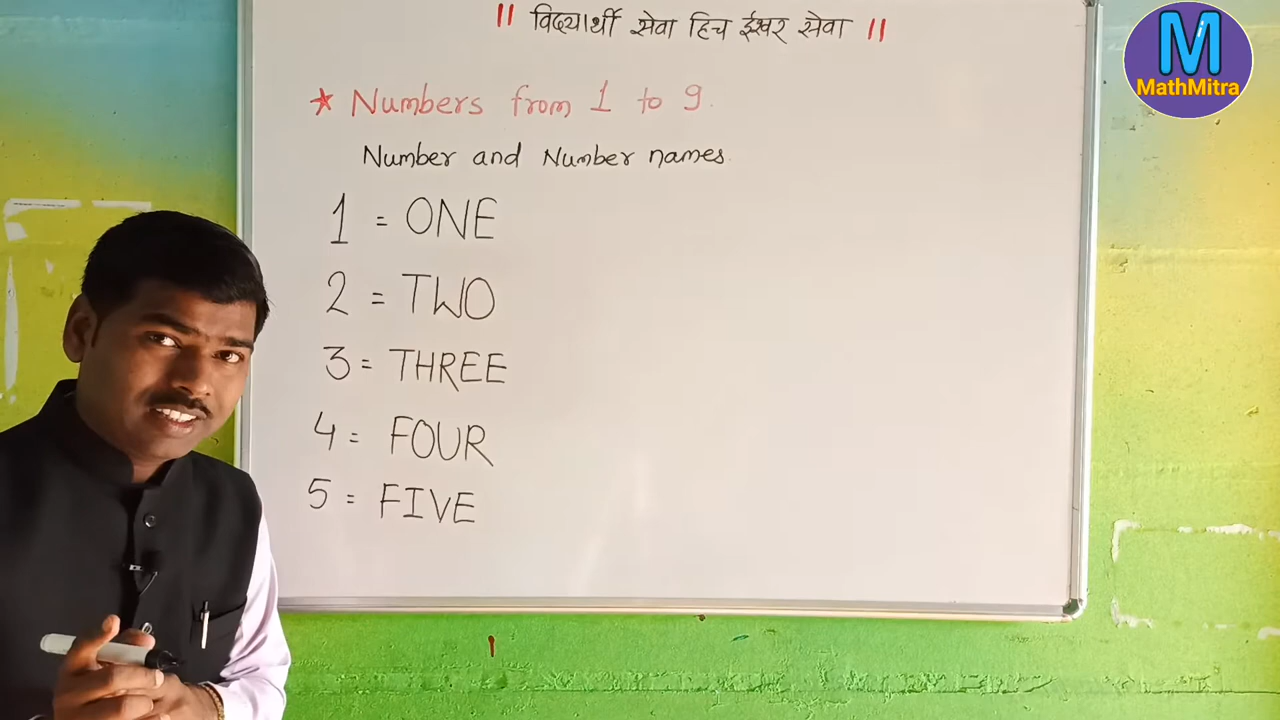 || विद्यार्थी सेवा हिच ईश्वर सेवा ||
M
MathMitra
★ Numbers from 1 to 9.
Number and Number names.
1 = ONE
2 = TWO
3 = THREE
4 = FOUR
5 = FIVE